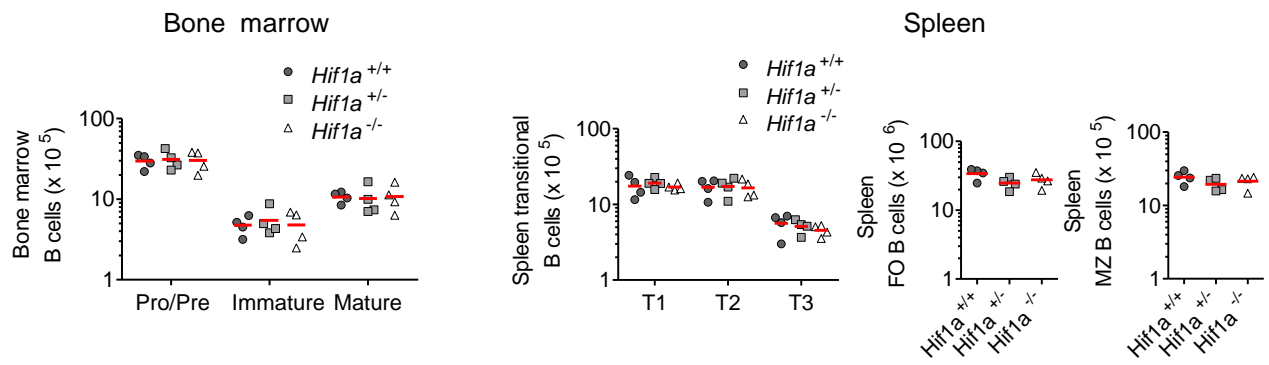 Bone marrow
Hif1a +/+
Hif1a +/-
Hif1a -/-
Bone marrow
B cells (x 10 5)
100
10
1
Pro/Pre Immature Mature
Spleen
Hif1a +/+
Hif1a +/-
Hif1a -/-
Spleen transitional
B cells (x 10 5)
100
10
1
T1 T2 T3
Spleen
FO B cells (x 10 6)
100
10
1
Hif1a +/+
Hif1a +/-
Hif1a -/-
Spleen
MZ B cells (x 10 5)
100
10
1
Hif1a +/+
Hif1a +/-
Hif1a -/-